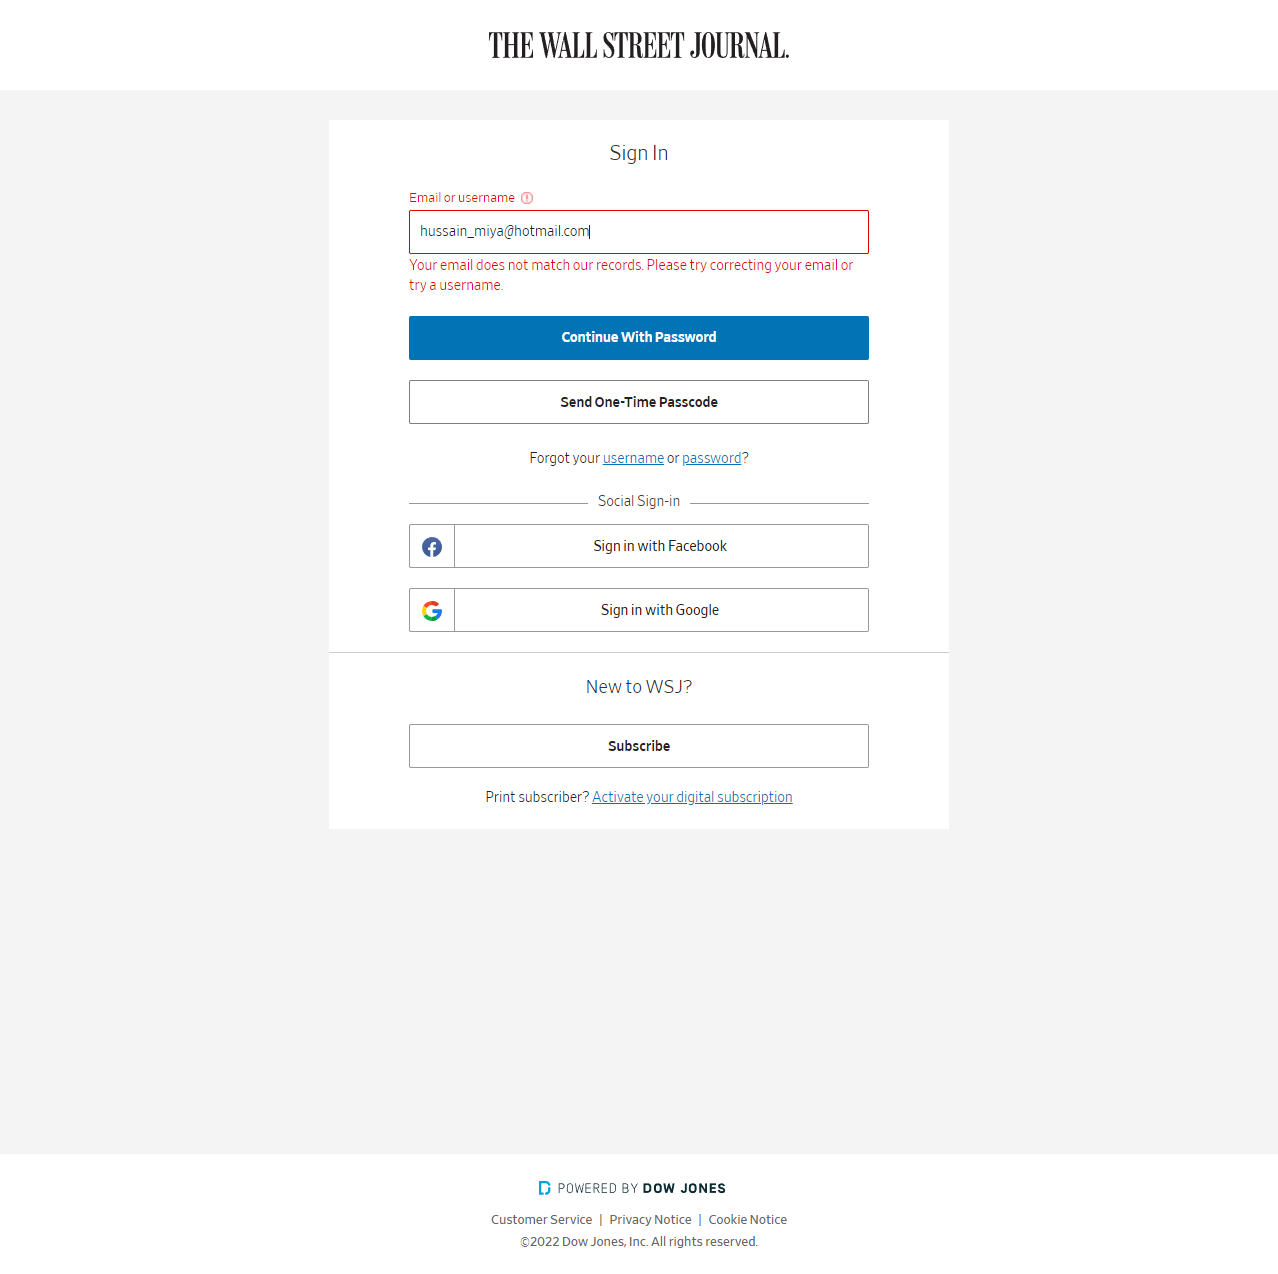 THE WALL STREET JOURNAL.
Sign In
Email or username
hussain_miya@hotmail.com
Your email does not match our records. Please try correcting your email or
try a username.
Continue With Password
Send One-Time Passcode
Forgot your username or password?
Social Sign-in
Sign in with Facebook
Sign in with Google
New to WSJ?
Subscribe
Print subscriber? Activate your digital subscription
POWERED BY DOW JONES
Customer Service | Privacy Notice | Cookie Notice
©2022 Dow Jones, Inc. All rights reserved.